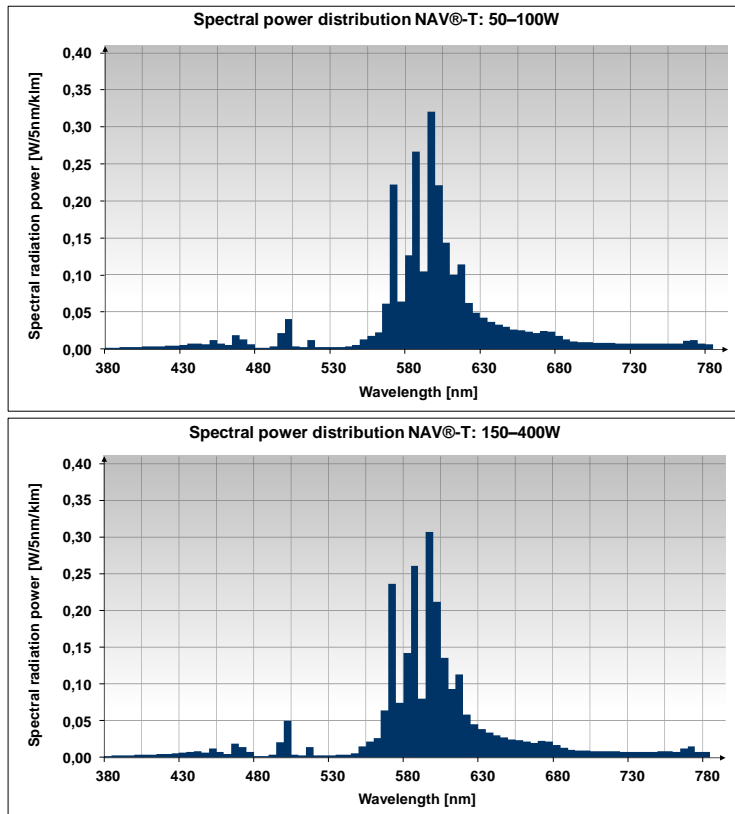 Spectral power distribution NAV®-T: 50–100W
Spectral radiation power [W/5nm/klm]
0,40
0,35
0,30
0,25
0,20
0,15
0,10
0,05
0,00
380 430 480 530 580 630 680 730 780
Wavelength [nm]
Spectral power distribution NAV®-T: 150–400W
Spectral radiation power [W/5nm/klm]
0,40
0,35
0,30
0,25
0,20
0,15
0,10
0,05
0,00
380 430 480 530 580 630 680 730 780
Wavelength [nm]